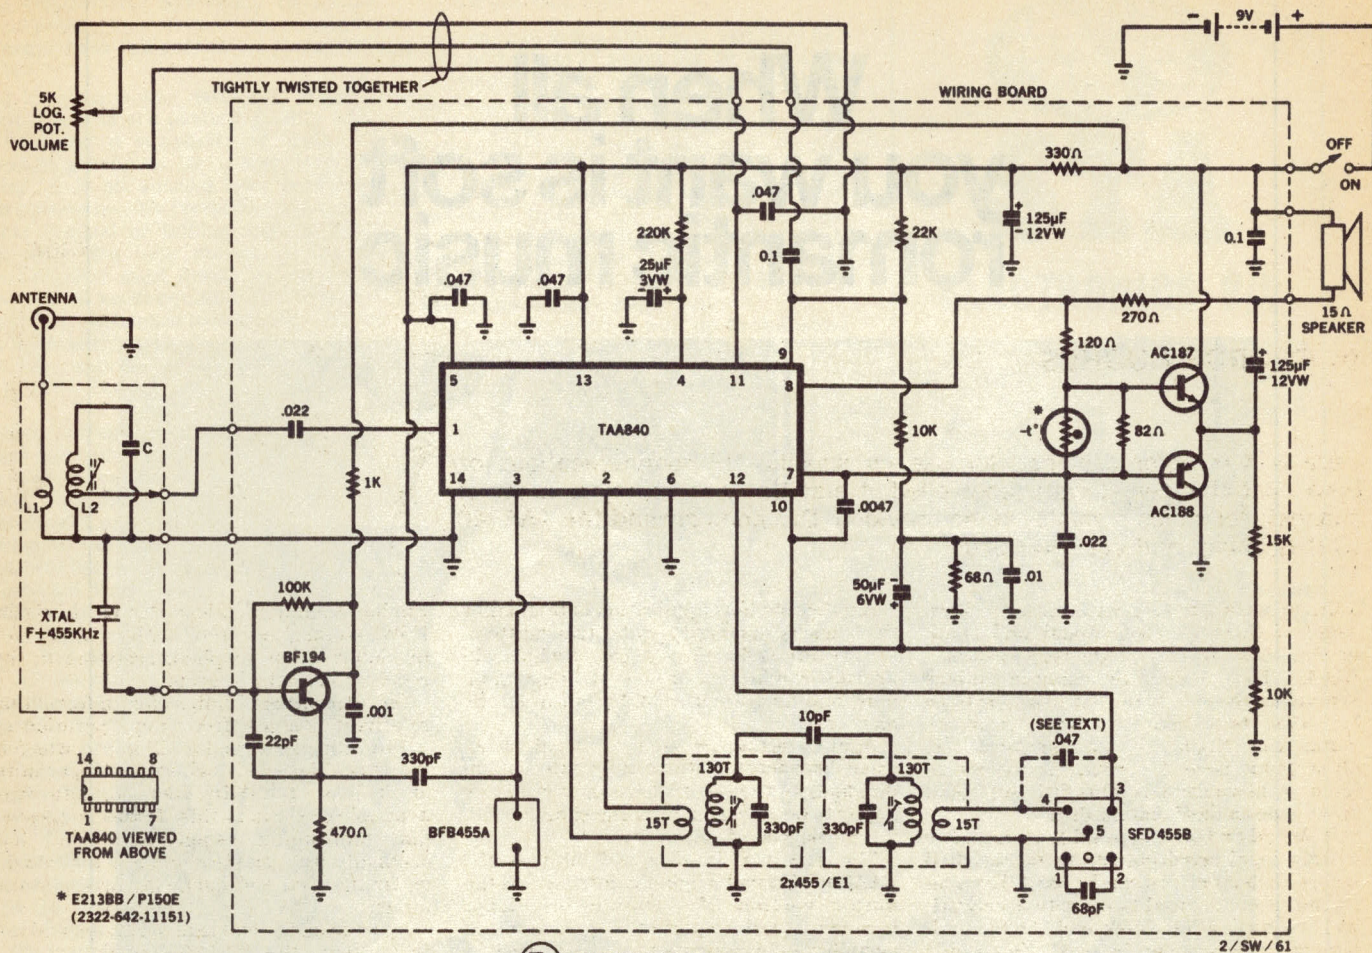 - 9V +
5K
LOG.
POT.
VOLUME
TIGHTLY TWISTED TOGETHER
WIRING BOARD
OFF
ON
330Ω
.047
+
125µF
- 12VW
220K
22K
0.1
0.1
25µF
3VW
- +
.047
.047
15Ω
SPEAKER
270Ω
ANTENNA
120Ω
AC187
+
125µF
- 12VW
5
13
4
11
9
8
.022
1
TAA840
C
*
-t°
82Ω
10K
L1
L2
1K
14
3
2
6
12
7
10
.0047
AC188
.022
15K
100K
68Ω
.01
50µF
6VW
-
+
XTAL
F±455KHz
BF194
.001
10K
22pF
330pF
10pF
(SEE TEXT)
.047
14 8
1 7
TAA840 VIEWED
FROM ABOVE
130T
130T
15T
330pF
330pF
15T
4
3
5
1
2
SFD455B
BFB455A
470Ω
2x455/E1
68pF
* E213BB / P150E
(2322-642-11151)
2/SW/61